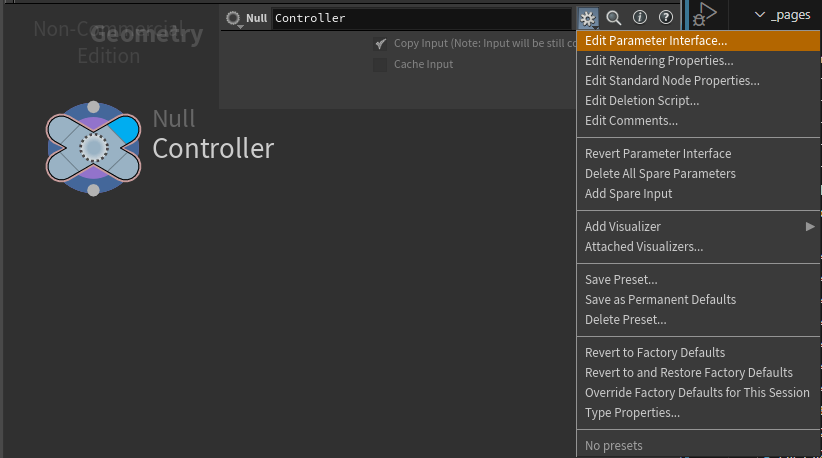 Non-Commercial
Edition
Geometry
Null
Controller
Null Controller
Copy Input (Note: Input will be still co
Cache Input
_pages
Edit Parameter Interface...
Edit Rendering Properties...
Edit Standard Node Properties...
Edit Deletion Script...
Edit Comments...
Revert Parameter Interface
Delete All Spare Parameters
Add Spare Input
Add Visualizer
Attached Visualizers...
Save Preset...
Save as Permanent Defaults
Delete Preset...
Revert to Factory Defaults
Revert to and Restore Factory Defaults
Override Factory Defaults for This Session
Type Properties...
No presets